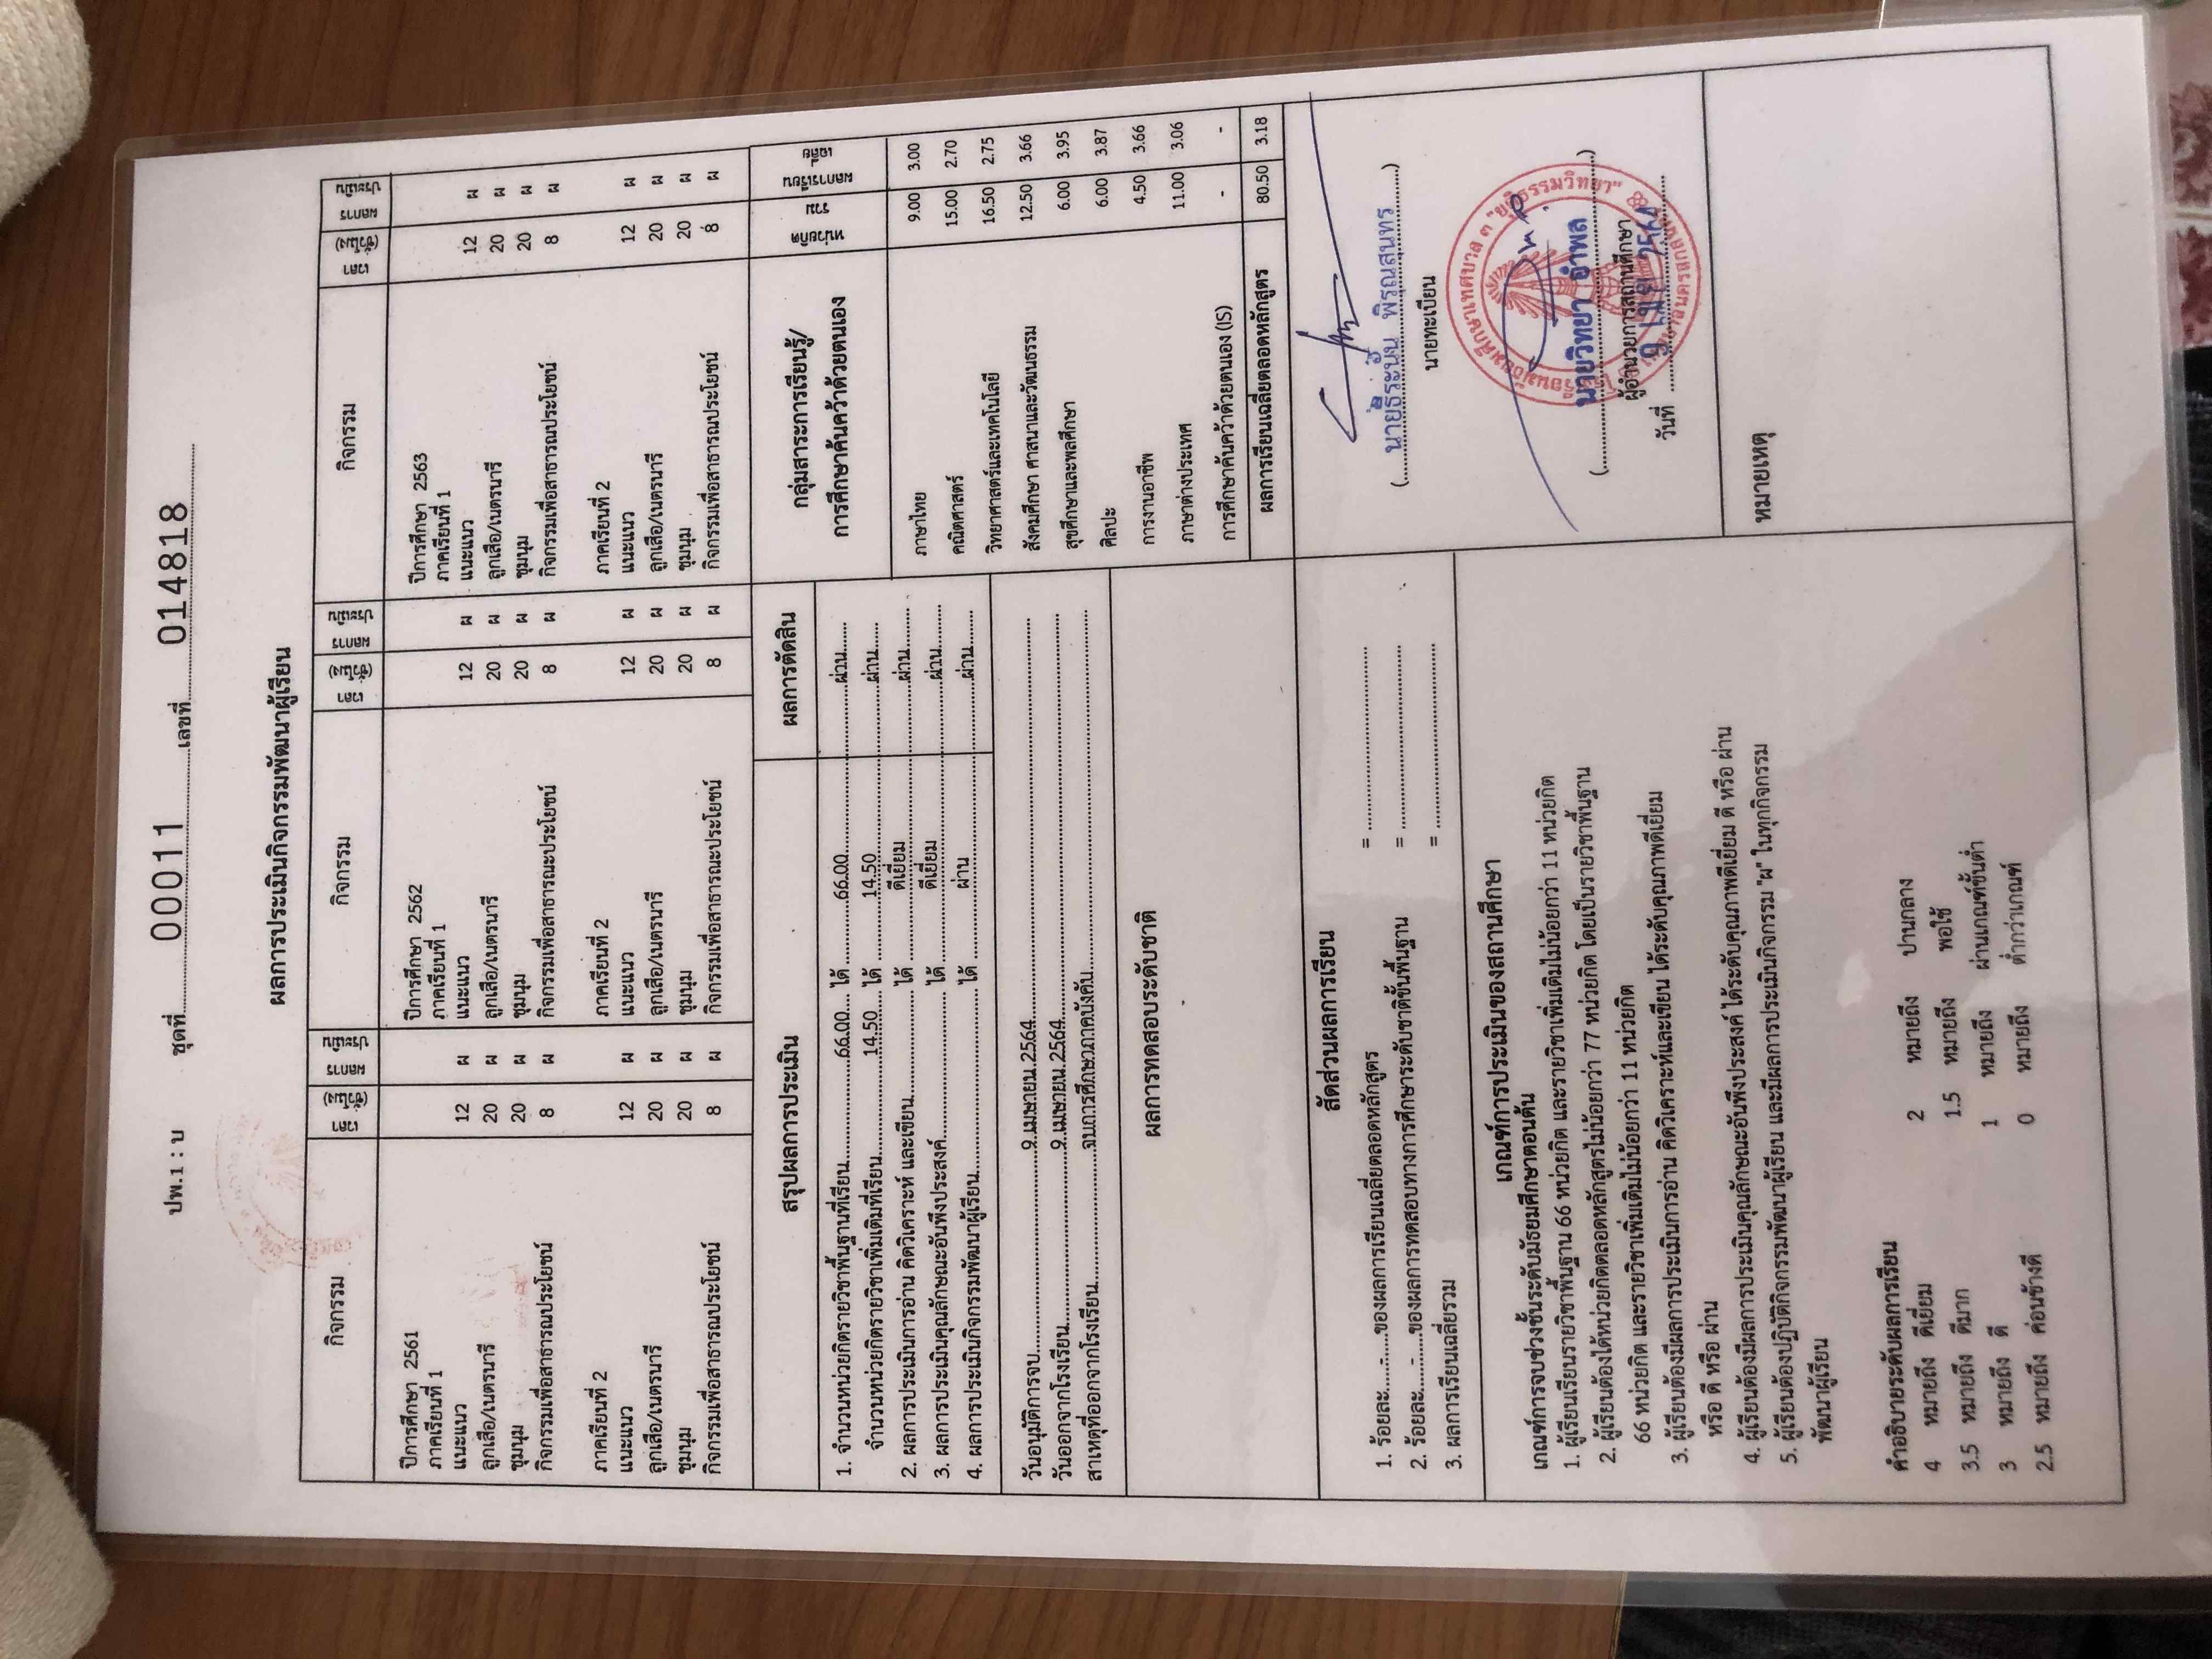 ปพ.1 : บ ชุดที่ 00011 เลขที่ 014818
ผลการประเมินกิจกรรมพัฒนาผู้เรียน
กิจกรรม เวลา (ชั่วโมง) ผลการประเมิน กิจกรรม เวลา (ชั่วโมง) ผลการประเมิน กิจกรรม เวลา (ชั่วโมง) ผลการประเมิน
ปีการศึกษา 2561 ปีการศึกษา 2562 ปีการศึกษา 2563
ภาคเรียนที่ 1 ภาคเรียนที่ 1 ภาคเรียนที่ 1
แนะแนว 12 ผ แนะแนว 12 ผ แนะแนว 12 ผ
ลูกเสือ/เนตรนารี 20 ผ ลูกเสือ/เนตรนารี 20 ผ ลูกเสือ/เนตรนารี 20 ผ
ชุมนุม 20 ผ ชุมนุม 20 ผ ชุมนุม 20 ผ
กิจกรรมเพื่อสาธารณประโยชน์ 8 ผ กิจกรรมเพื่อสาธารณะประโยชน์ 8 ผ กิจกรรมเพื่อสาธารณประโยชน์ 8 ผ
ภาคเรียนที่ 2 ภาคเรียนที่ 2 ภาคเรียนที่ 2
แนะแนว 12 ผ แนะแนว 12 ผ แนะแนว 12 ผ
ลูกเสือ/เนตรนารี 20 ผ ลูกเสือ/เนตรนารี 20 ผ ลูกเสือ/เนตรนารี 20 ผ
ชุมนุม 20 ผ ชุมนุม 20 ผ ชุมนุม 20 ผ
กิจกรรมเพื่อสาธารณประโยชน์ 8 ผ กิจกรรมเพื่อสาธารณะประโยชน์ 8 ผ กิจกรรมเพื่อสาธารณประโยชน์ 8 ผ
สรุปผลการประเมิน ผลการตัดสิน
1. จำนวนหน่วยกิตรายวิชาพื้นฐานที่เรียน 66.00 ได้ 66.00 ผ่าน
จำนวนหน่วยกิตรายวิชาเพิ่มเติมที่เรียน 14.50 ได้ 14.50 ผ่าน
2. ผลการประเมินการอ่าน คิดวิเคราะห์ และเขียน ได้ ดีเยี่ยม ผ่าน
3. ผลการประเมินคุณลักษณะอันพึงประสงค์ ได้ ดีเยี่ยม ผ่าน
4. ผลการประเมินกิจกรรมพัฒนาผู้เรียน ได้ ผ่าน ผ่าน
วันอนุมัติการจบ 9 เมษายน 2564
วันออกจากโรงเรียน 9 เมษายน 2564
สาเหตุที่ออกจากโรงเรียน จบการศึกษาภาคบังคับ
ผลการทดสอบระดับชาติ
กลุ่มสาระการเรียนรู้/ หน่วยกิตรวม ผลการเรียนเฉลี่ย
การศึกษาค้นคว้าด้วยตนเอง
ภาษาไทย 9.00 3.00
คณิตศาสตร์ 15.00 2.70
วิทยาศาสตร์และเทคโนโลยี 16.50 2.75
สังคมศึกษา ศาสนาและวัฒนธรรม 12.50 3.66
สุขศึกษาและพลศึกษา 6.00 3.95
ศิลปะ 6.00 3.87
การงานอาชีพ 4.50 3.66
ภาษาต่างประเทศ 11.00 3.06
การศึกษาค้นคว้าด้วยตนเอง (IS) - -
ผลการเรียนเฉลี่ยตลอดหลักสูตร 80.50 3.18
สัดส่วนผลการเรียน
1. ร้อยละ - ของผลการเรียนเฉลี่ยตลอดหลักสูตร =
2. ร้อยละ - ของผลการทดสอบทางการศึกษาระดับชาติขั้นพื้นฐาน =
3. ผลการเรียนเฉลี่ยรวม =
เกณฑ์การประเมินของสถานศึกษา
เกณฑ์การจบช่วงชั้นระดับมัธยมศึกษาตอนต้น
1. ผู้เรียนเรียนรายวิชาพื้นฐาน 66 หน่วยกิต และรายวิชาเพิ่มเติมไม่น้อยกว่า 11 หน่วยกิต
2. ผู้เรียนต้องได้หน่วยกิตตลอดหลักสูตรไม่น้อยกว่า 77 หน่วยกิต โดยเป็นรายวิชาพื้นฐาน
66 หน่วยกิต และรายวิชาเพิ่มเติมไม่น้อยกว่า 11 หน่วยกิต
3. ผู้เรียนต้องมีผลการประเมินการอ่าน คิดวิเคราะห์และเขียน ได้ระดับคุณภาพดีเยี่ยม
หรือ ดี หรือ ผ่าน
4. ผู้เรียนต้องมีผลการประเมินคุณลักษณะอันพึงประสงค์ ได้ระดับคุณภาพดีเยี่ยม ดี หรือ ผ่าน
5. ผู้เรียนต้องปฏิบัติกิจกรรมพัฒนาผู้เรียน และมีผลการประเมินกิจกรรม "ผ" ในทุกกิจกรรม
พัฒนาผู้เรียน
คำอธิบายระดับผลการเรียน
4 หมายถึง ดีเยี่ยม 2 หมายถึง ปานกลาง
3.5 หมายถึง ดีมาก 1.5 หมายถึง พอใช้
3 หมายถึง ดี 1 หมายถึง ผ่านเกณฑ์ขั้นต่ำ
2.5 หมายถึง ค่อนข้างดี 0 หมายถึง ต่ำกว่าเกณฑ์
นายทะเบียน
(นายวิทยา อำพล)
ผู้อำนวยการสถานศึกษา
วันที่ 9 เม.ย. 2564
หมายเหตุ